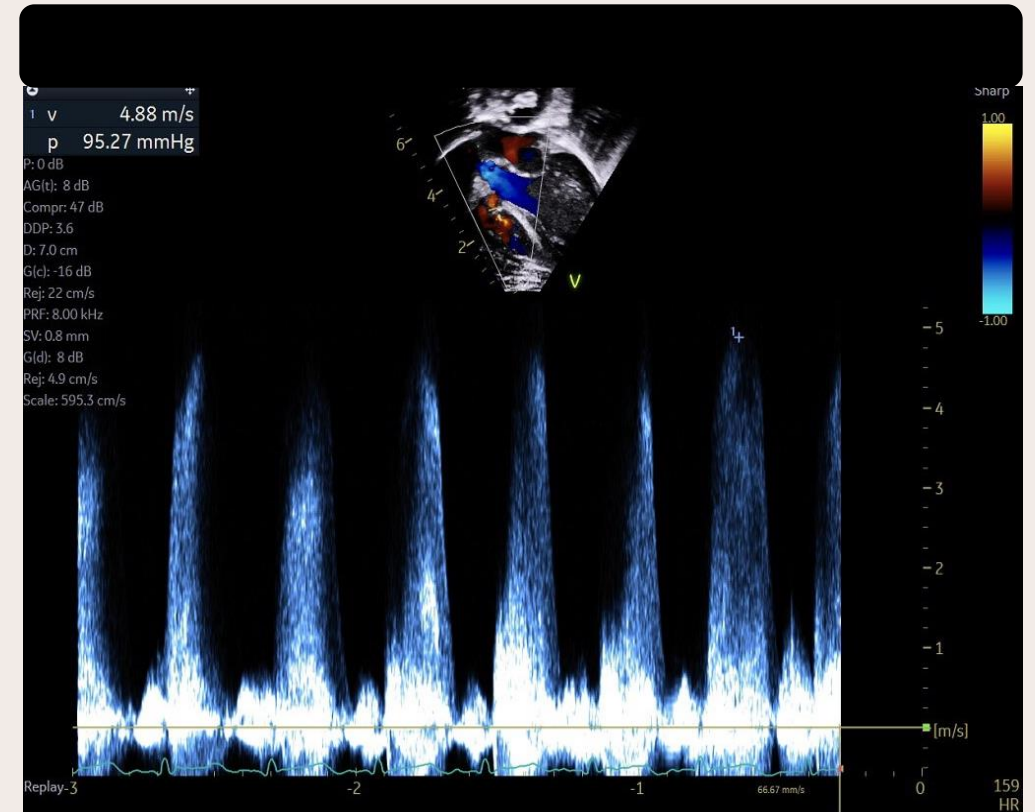 Sharp
1 v 4.88 m/s
p 95.27 mmHg
P: 0 dB
AG(t): 8 dB
Compr: 47 dB
DDP: 3.6
D: 7.0 cm
G(c): -16 dB
Rej: 22 cm/s
PRF: 8.00 kHz
SV: 0.8 mm
G(d): 8 dB
Rej: 4.9 cm/s
Scale: 595.3 cm/s
6
4
2
V
1.00
-1.00
1
5
4
3
2
1
[m/s]
Replay -3 -2 -1 66.67 mm/s 0 159
HR